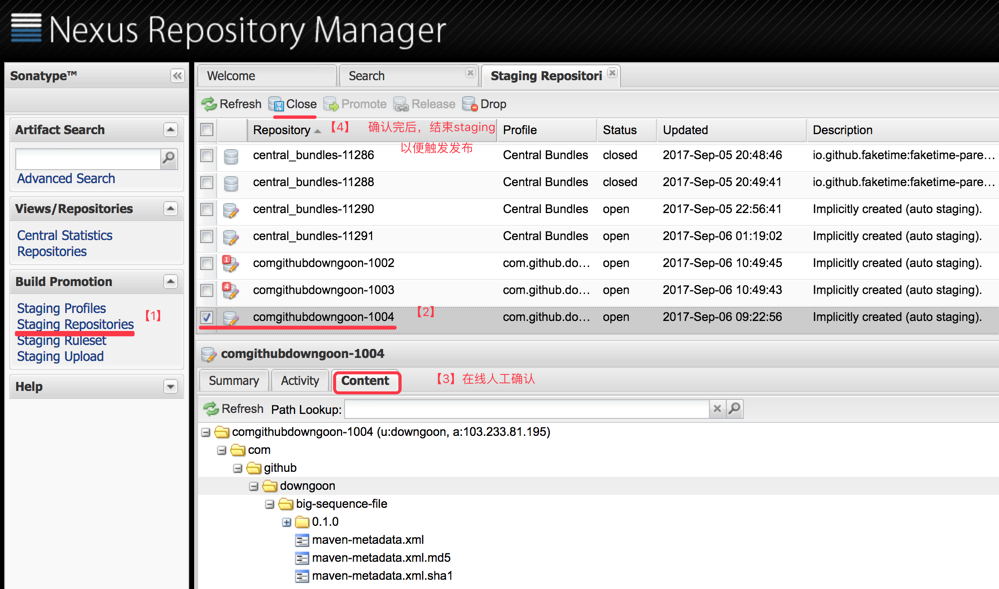 Nexus Repository Manager
Sonatype™
Welcome Search Staging Repositori
Refresh Close Promote Release Drop
Artifact Search
Advanced Search
Views/Repositories
Central Statistics
Repositories
Build Promotion
Staging Profiles
Staging Repositories 【1】
Staging Ruleset
Staging Upload
Help
Repository Profile Status Updated Description
【4】 确认完后，结束staging
以便触发发布
central_bundles-11286 Central Bundles closed 2017-Sep-05 20:48:46 io.github.faketime:faketime-pare...
central_bundles-11288 Central Bundles closed 2017-Sep-05 20:49:41 io.github.faketime:faketime-pare...
central_bundles-11290 Central Bundles open 2017-Sep-05 22:56:41 Implicitly created (auto staging).
central_bundles-11291 Central Bundles open 2017-Sep-06 01:19:02 Implicitly created (auto staging).
comgithubdowngoon-1002 com.github.do... open 2017-Sep-06 10:49:45 Implicitly created (auto staging).
comgithubdowngoon-1003 com.github.do... open 2017-Sep-06 10:49:43 Implicitly created (auto staging).
comgithubdowngoon-1004 【2】 com.github.do... open 2017-Sep-06 09:22:56 Implicitly created (auto staging).
comgithubdowngoon-1004
Summary Activity Content 【3】在线人工确认
Refresh Path Lookup:
comgithubdowngoon-1004 (u:downgoon, a:103.233.81.195)
com
github
downgoon
big-sequence-file
0.1.0
maven-metadata.xml
maven-metadata.xml.md5
maven-metadata.xml.sha1